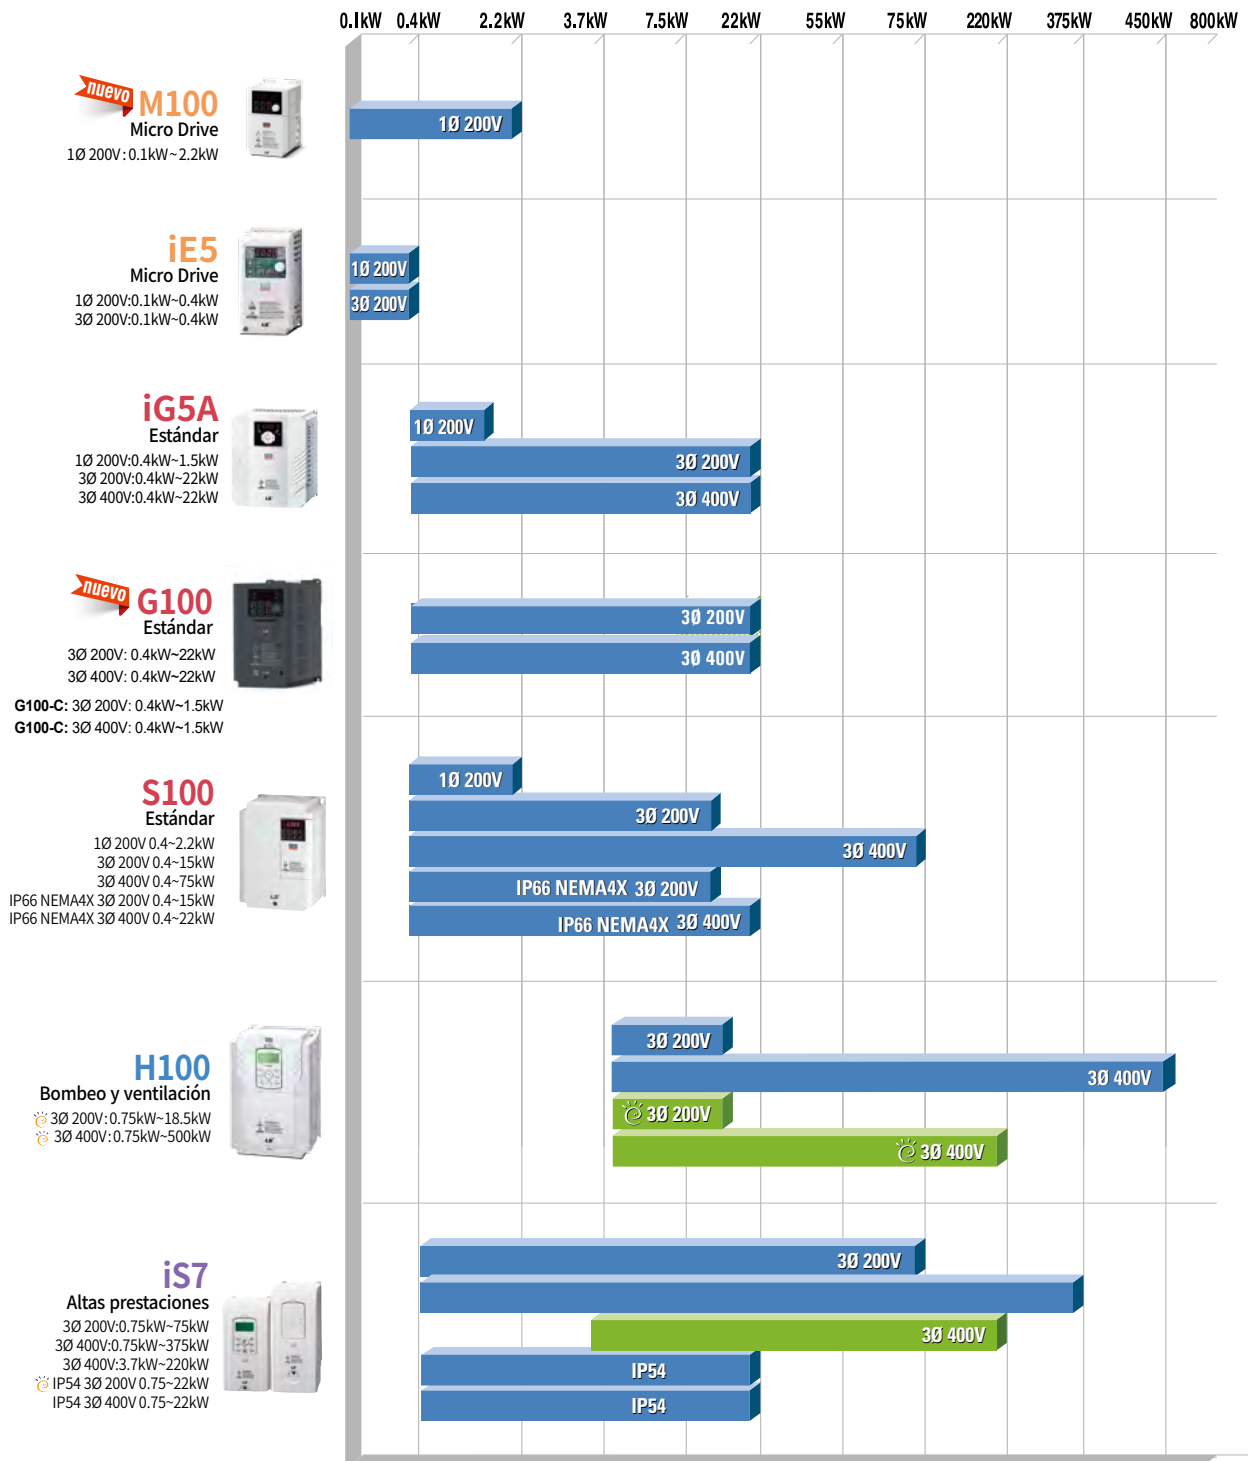 0.1kW 0.4kW 2.2kW 3.7kW 7.5kW 22kW 55kW 75kW 220kW 375kW 450kW 800kW
nuevo
M100
Micro Drive
1Ø 200V: 0.1kW~2.2kW
1Ø 200V
iE5
Micro Drive
1Ø 200V:0.1kW~0.4kW
3Ø 200V:0.1kW~0.4kW
1Ø 200V
3Ø 200V
iG5A
Estándar
1Ø 200V:0.4kW~1.5kW
3Ø 200V:0.4kW~22kW
3Ø 400V:0.4kW~22kW
1Ø 200V
3Ø 200V
3Ø 400V
nuevo
G100
Estándar
3Ø 200V: 0.4kW~22kW
3Ø 400V: 0.4kW~22kW
G100-C: 3Ø 200V: 0.4kW~1.5kW
G100-C: 3Ø 400V: 0.4kW~1.5kW
3Ø 200V
3Ø 400V
S100
Estándar
1Ø 200V 0.4~2.2kW
3Ø 200V 0.4~15kW
3Ø 400V 0.4~75kW
IP66 NEMA4X 3Ø 200V 0.4~15kW
IP66 NEMA4X 3Ø 400V 0.4~22kW
1Ø 200V
3Ø 200V
3Ø 400V
IP66 NEMA4X 3Ø 200V
IP66 NEMA4X 3Ø 400V
H100
Bombeo y ventilación
3Ø 200V: 0.75kW~18.5kW
3Ø 400V: 0.75kW~500kW
3Ø 200V
3Ø 400V
3Ø 200V
3Ø 400V
iS7
Altas prestaciones
3Ø 200V:0.75kW~75kW
3Ø 400V:0.75kW~375kW
3Ø 400V:3.7kW~220kW
IP54 3Ø 200V 0.75~22kW
IP54 3Ø 400V 0.75~22kW
3Ø 200V
3Ø 400V
IP54
IP54